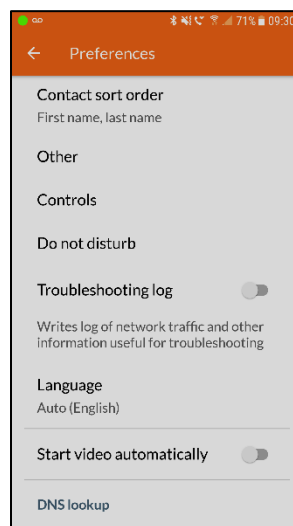 71% 09:30
Preferences
Contact sort order
First name, last name
Other
Controls
Do not disturb
Troubleshooting log
Writes log of network traffic and other
information useful for troubleshooting
Language
Auto (English)
Start video automatically
DNS lookup